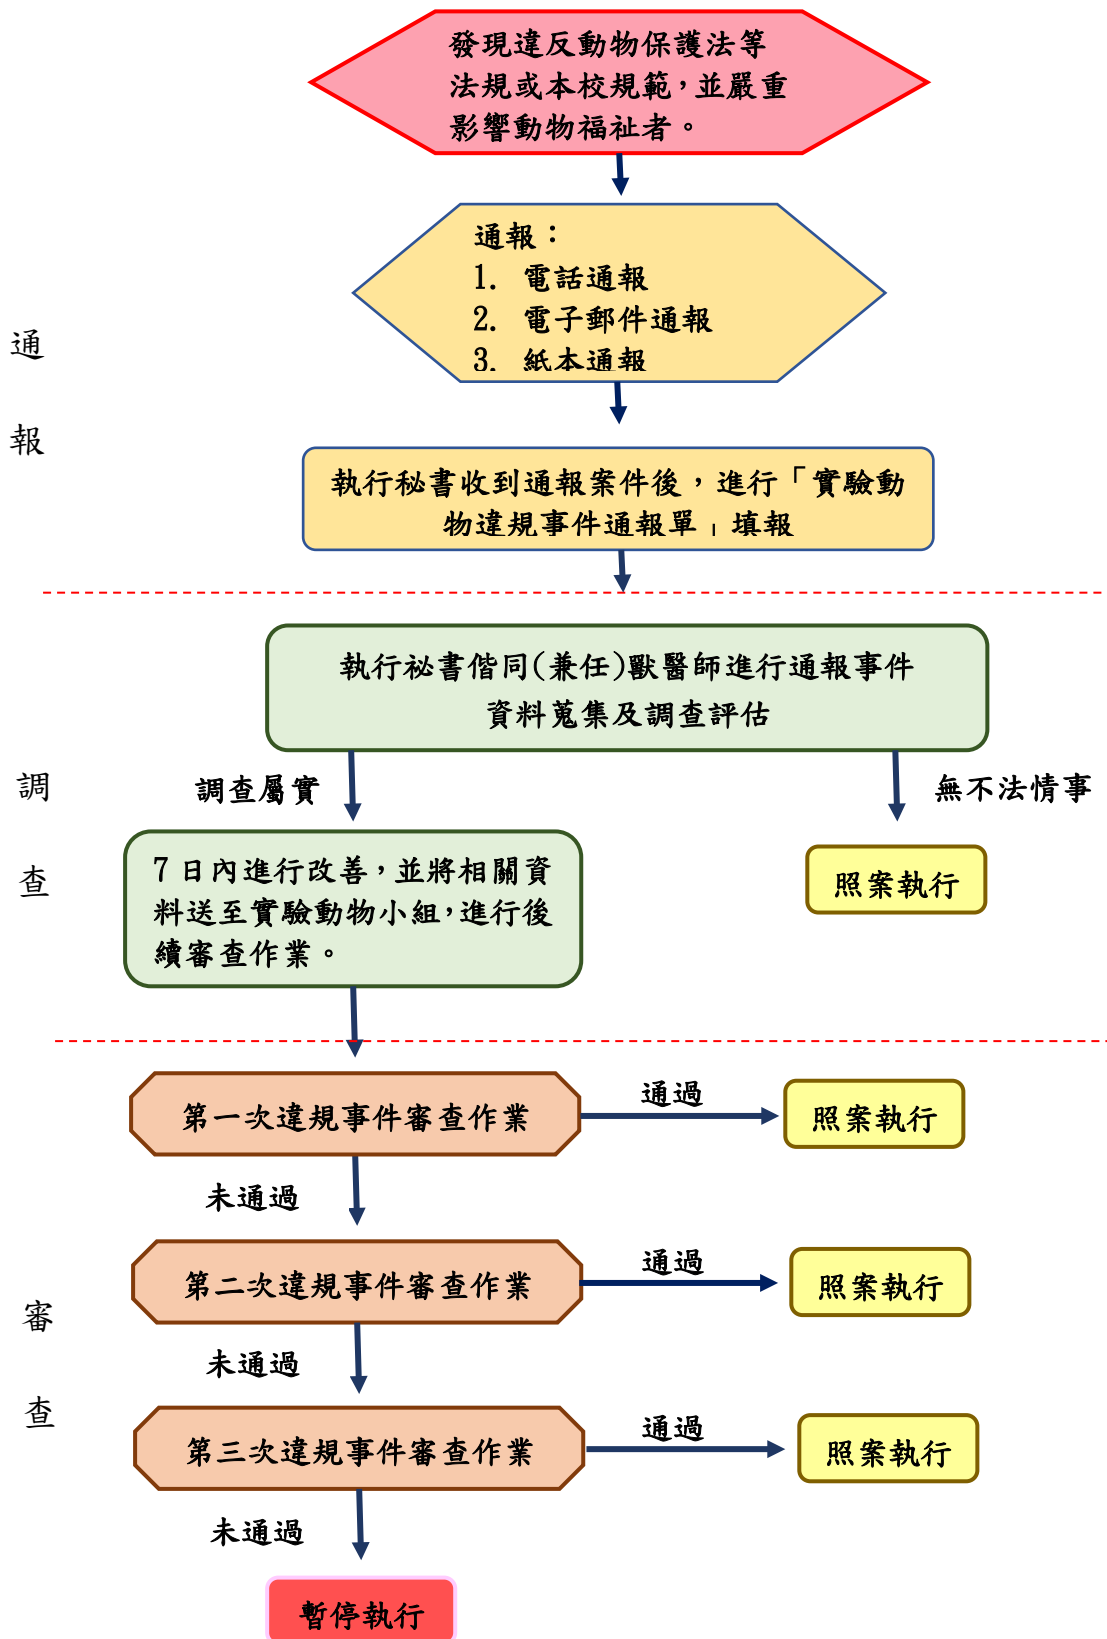 發現違反動物保護法等
法規或本校規範，並嚴重
影響動物福祉者。
通報：
1. 電話通報
2. 電子郵件通報
3. 紙本通報
通
報
執行秘書收到通報案件後，進行「實驗動
物違規事件通報單」填報
執行祕書偕同(兼任)獸醫師進行通報事件
資料蒐集及調查評估
調
查
調查屬實
無不法情事
7 日內進行改善，並將相關資
料送至實驗動物小組，進行後
續審查作業。
照案執行
第一次違規事件審查作業
通過
照案執行
未通過
第二次違規事件審查作業
通過
照案執行
審
查
未通過
第三次違規事件審查作業
通過
照案執行
未通過
暫停執行